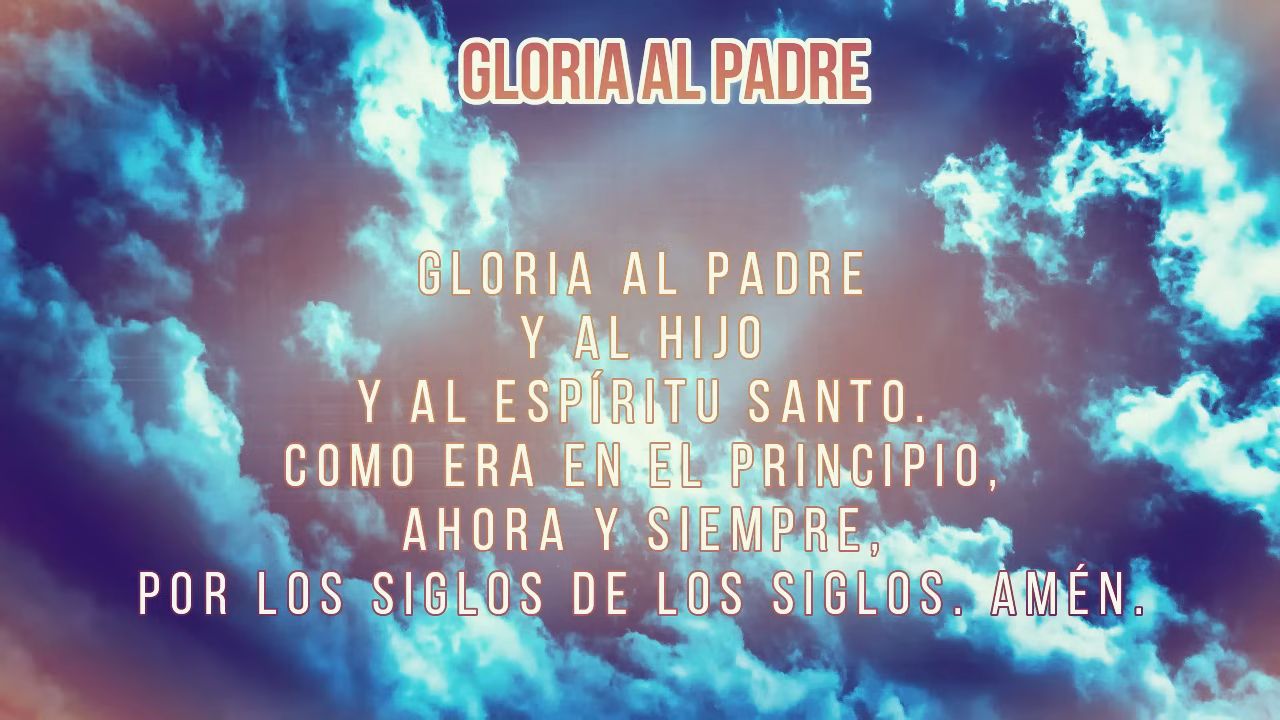 GLORIA AL PADRE
GLORIA AL PADRE
Y AL HIJO
Y AL ESPÍRITU SANTO.
COMO ERA EN EL PRINCIPIO,
AHORA Y SIEMPRE,
POR LOS SIGLOS DE LOS SIGLOS. AMÉN.